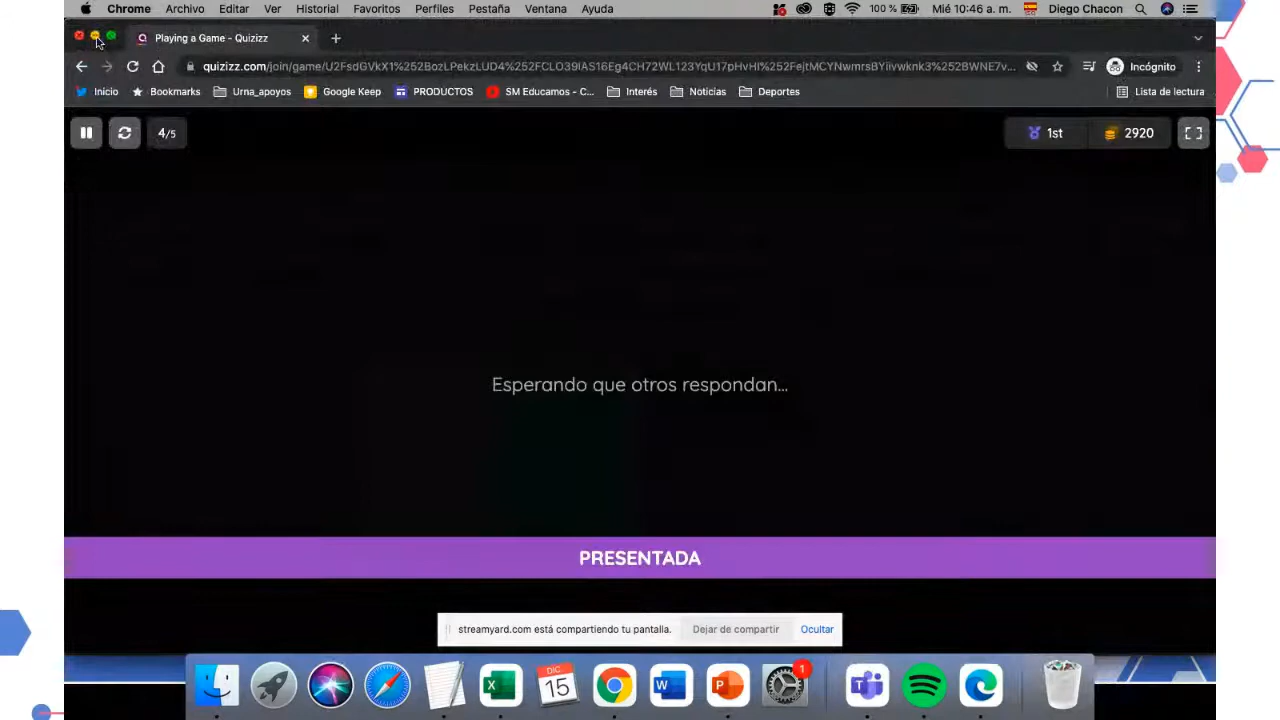 Chrome Archivo Editar Ver Historial Favoritos Perfiles Pestaña Ventana Ayuda 100 % Mié 10:46 a. m. Diego Chacon
Playing a Game - Quizizz
Incógnito
Inicio Bookmarks Urna_apoyos Google Keep PRODUCTOS SM Educamos - C... Interés Noticias Deportes Lista de lectura
4/5 1st 2920
Esperando que otros respondan...
PRESENTADA
streamyard.com está compartiendo tu pantalla. Dejar de compartir Ocultar
DIC
15
1